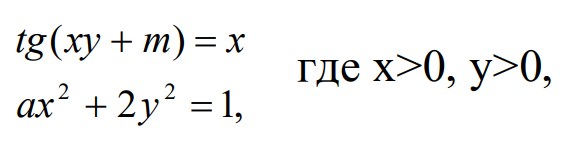 tg(xy + m) = x
ax² + 2y² = 1,
где x>0, y>0,